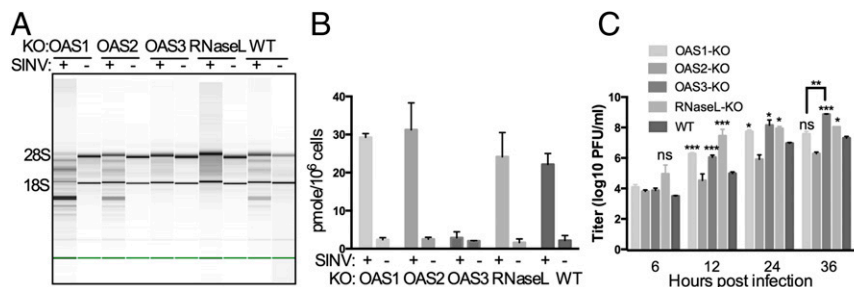 A
KO:OAS1 OAS2 OAS3 RNaseL WT
SINV: + - + - + - + - + -
28S
18S
B
pmole/10^6 cells
40
30
20
10
0
SINV: + - + - + - + - + -
KO: OAS1 OAS2 OAS3 RNaseL WT
C
OAS1-KO
OAS2-KO
OAS3-KO
RNaseL-KO
WT
Titer (log10 PFU/ml)
10
8
6
4
2
0
ns
*** *** ***
* * *
**
ns *** *
6 12 24 36
Hours post infection